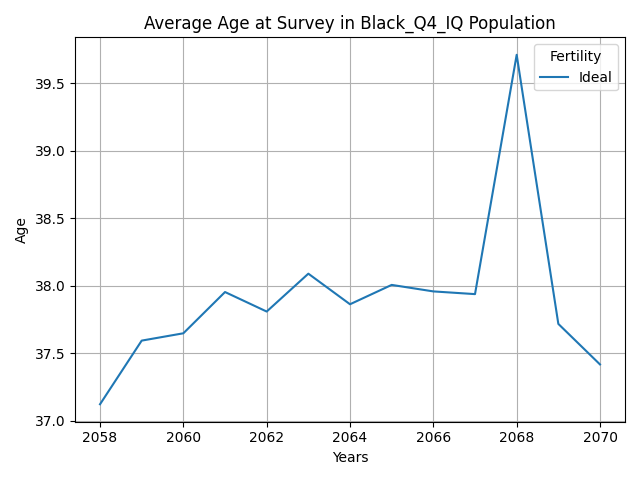 Average Age at Survey in Black_Q4_IQ Population
Fertility
Ideal
39.5
39.0
38.5
38.0
37.5
37.0
Age
2058 2060 2062 2064 2066 2068 2070
Years